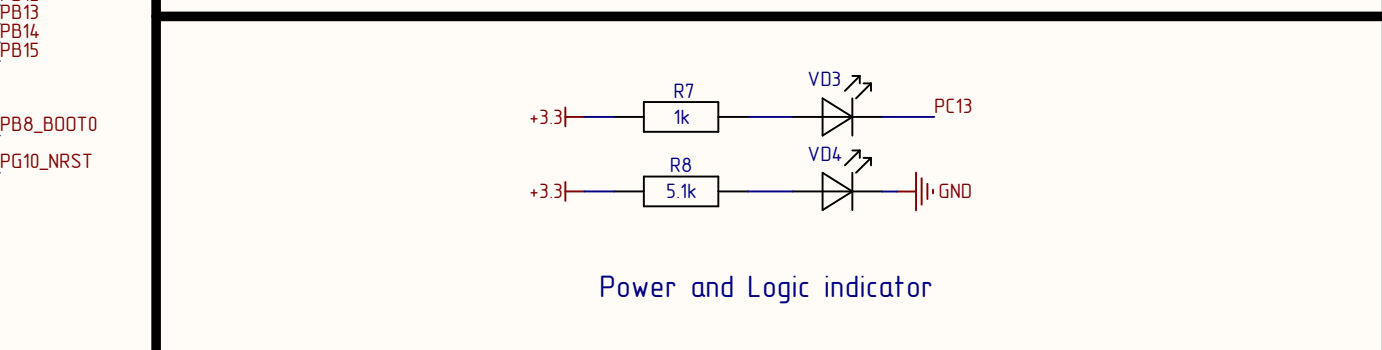 PB13
PB14
PB15
PB8_BOOT0
PG10_NRST
VD3
R7
PC13
+3.3
1k
VD4
R8
+3.3
5.1k
GND
Power and Logic indicator